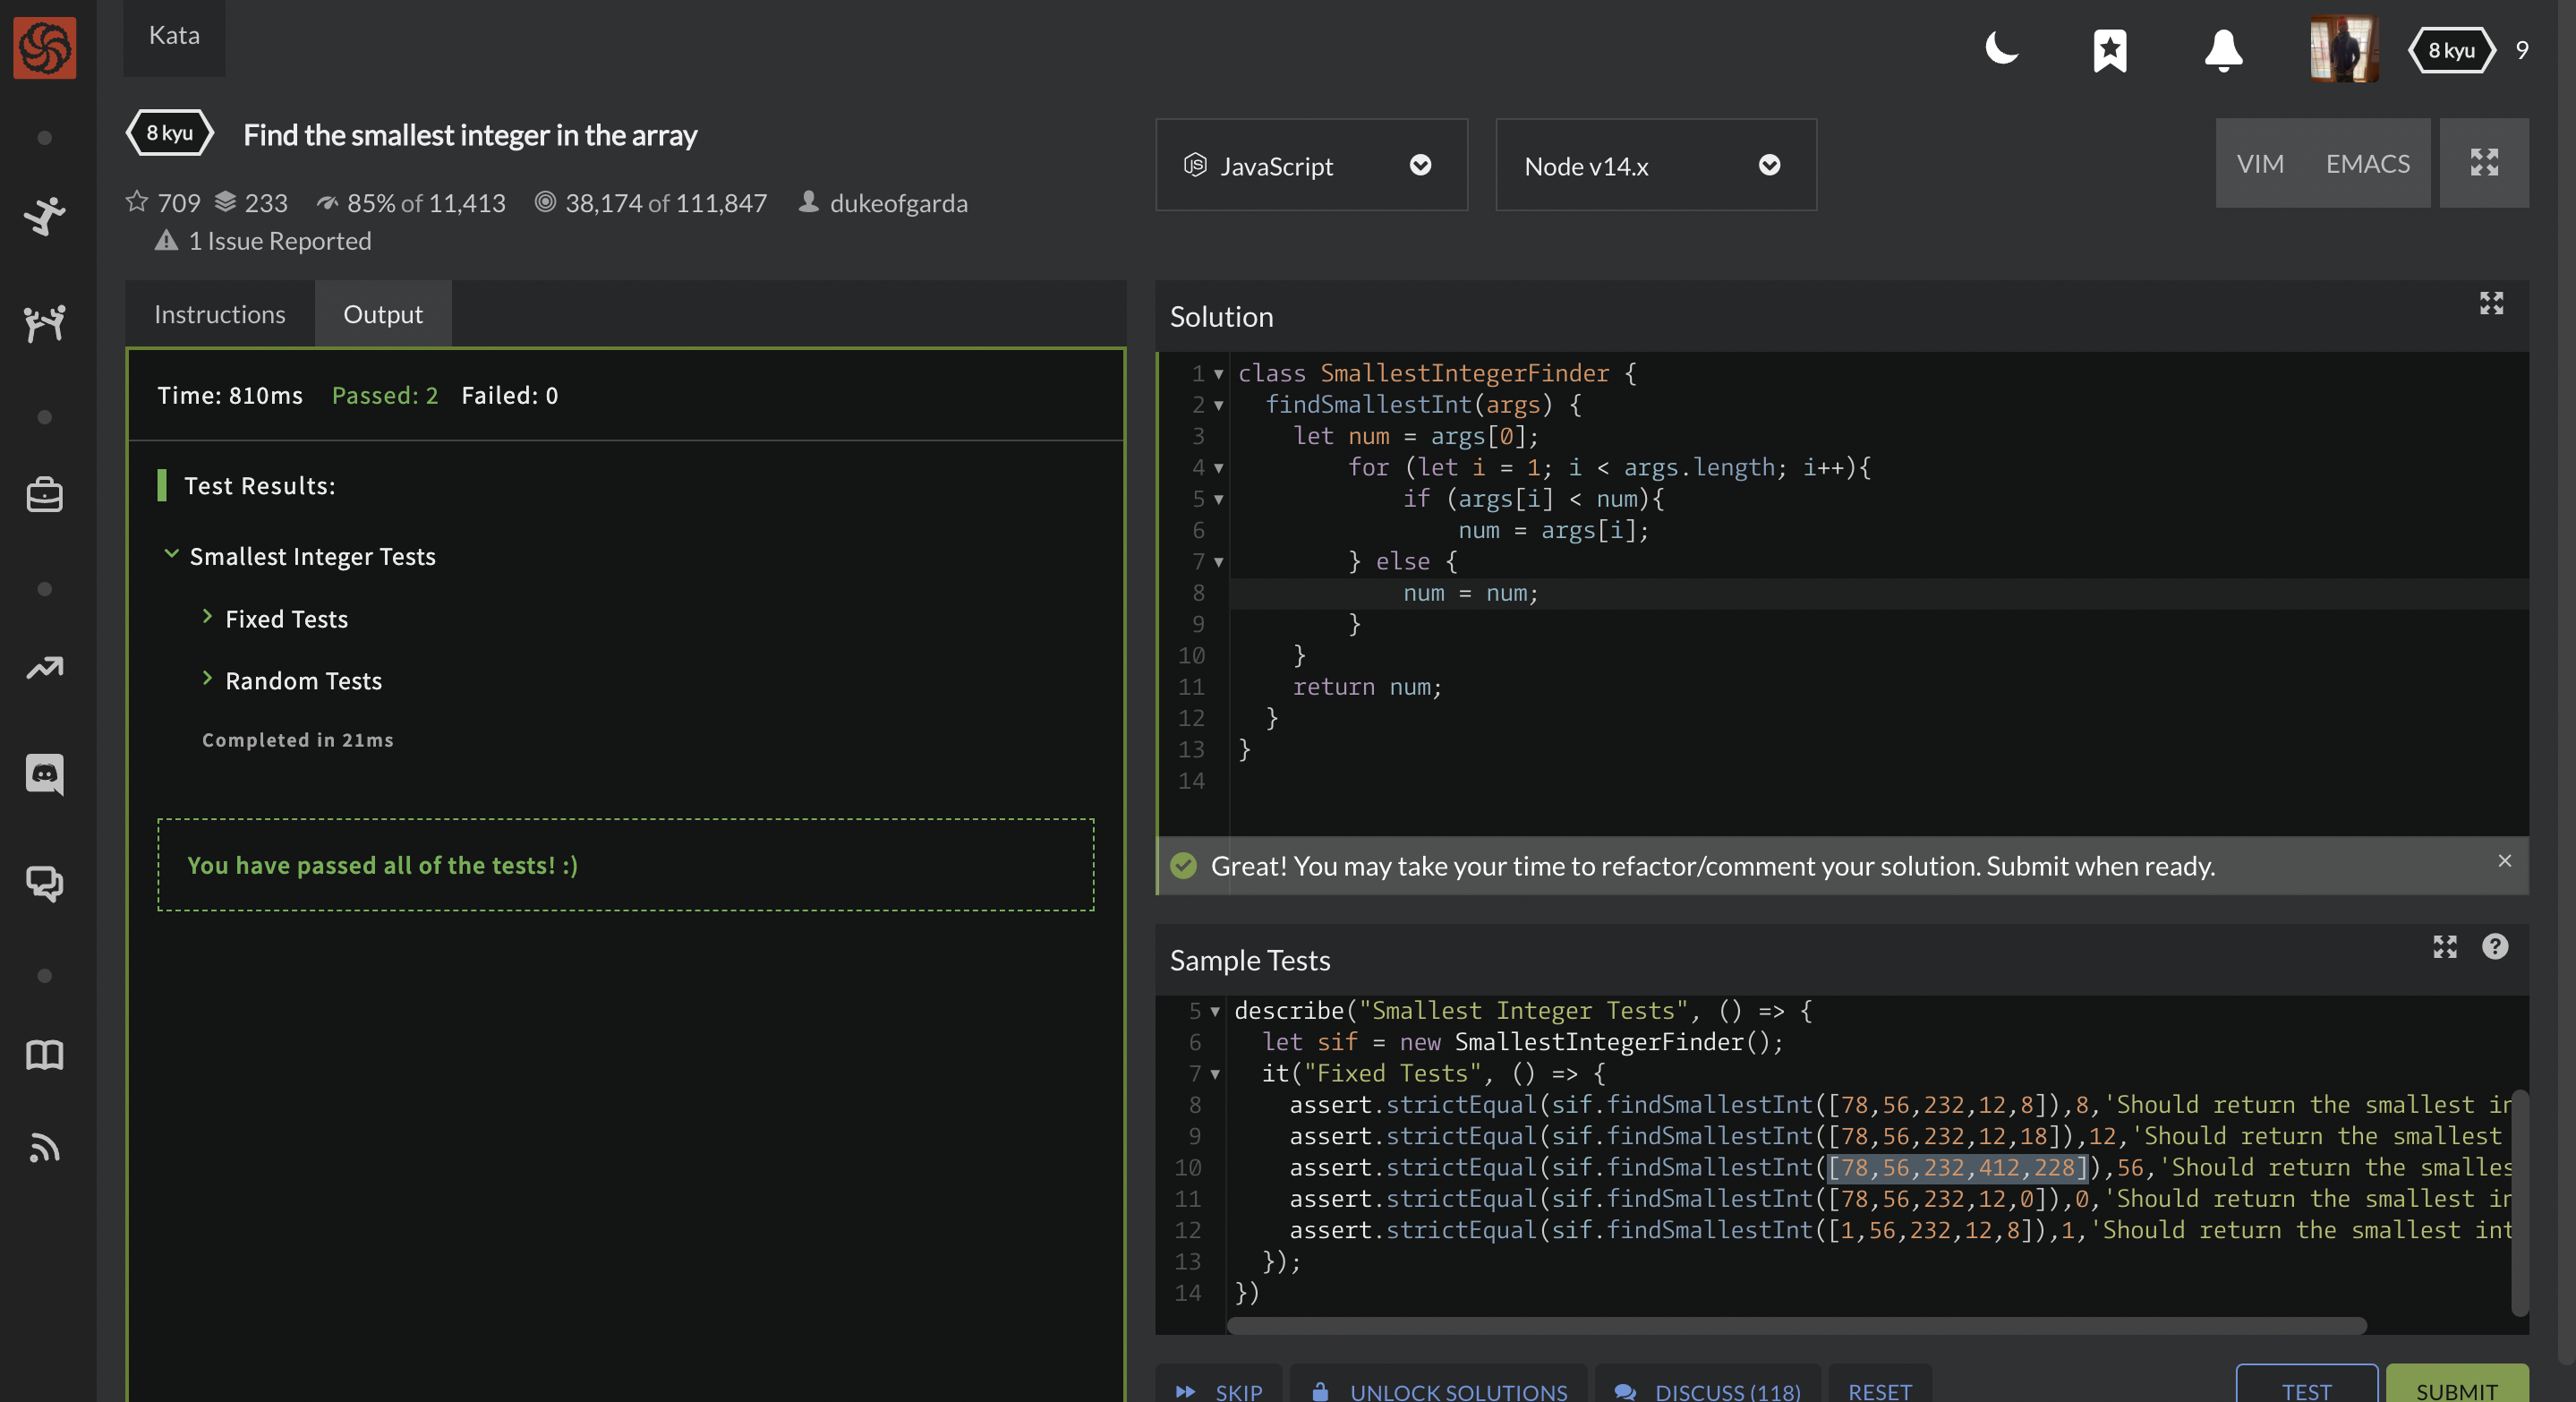 Kata
8 kyu 9
8 kyu Find the smallest integer in the array
709 233 85% of 11,413 38,174 of 111,847 dukeofgarda
1 Issue Reported
JavaScript
Node v14.x
VIM EMACS
Instructions Output
Time: 810ms Passed: 2 Failed: 0
Test Results:
Smallest Integer Tests
Fixed Tests
Random Tests
Completed in 21ms
You have passed all of the tests! :)
Solution
1 class SmallestIntegerFinder {
2 findSmallestInt(args) {
3 let num = args[0];
4 for (let i = 1; i < args.length; i++){
5 if (args[i] < num){
6 num = args[i];
7 } else {
8 num = num;
9 }
10 }
11 return num;
12 }
13 }
14
Great! You may take your time to refactor/comment your solution. Submit when ready.
Sample Tests
5 describe("Smallest Integer Tests", () => {
6 let sif = new SmallestIntegerFinder();
7 it("Fixed Tests", () => {
8 assert.strictEqual(sif.findSmallestInt([78,56,232,12,8]),8,'Should return the smallest in
9 assert.strictEqual(sif.findSmallestInt([78,56,232,12,18]),12,'Should return the smallest
10 assert.strictEqual(sif.findSmallestInt([78,56,232,412,228]),56,'Should return the smalles
11 assert.strictEqual(sif.findSmallestInt([78,56,232,12,0]),0,'Should return the smallest in
12 assert.strictEqual(sif.findSmallestInt([1,56,232,12,8]),1,'Should return the smallest int
13 });
14 })
SKIP UNLOCK SOLUTIONS DISCUSS (118) RESET TEST SUBMIT